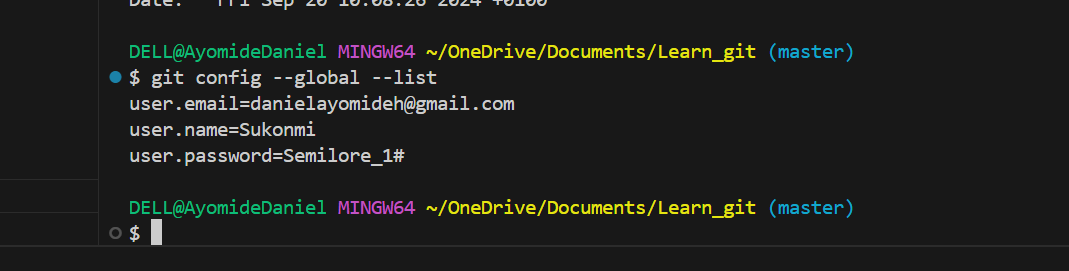 Date: Fri Sep 20 10:08:26 2024 +0100
DELL@AyomideDaniel MINGW64 ~/OneDrive/Documents/Learn_git (master)
$ git config --global --list
user.email=danielayomideh@gmail.com
user.name=Sukonmi
user.password=Semilore_1#
DELL@AyomideDaniel MINGW64 ~/OneDrive/Documents/Learn_git (master)
$